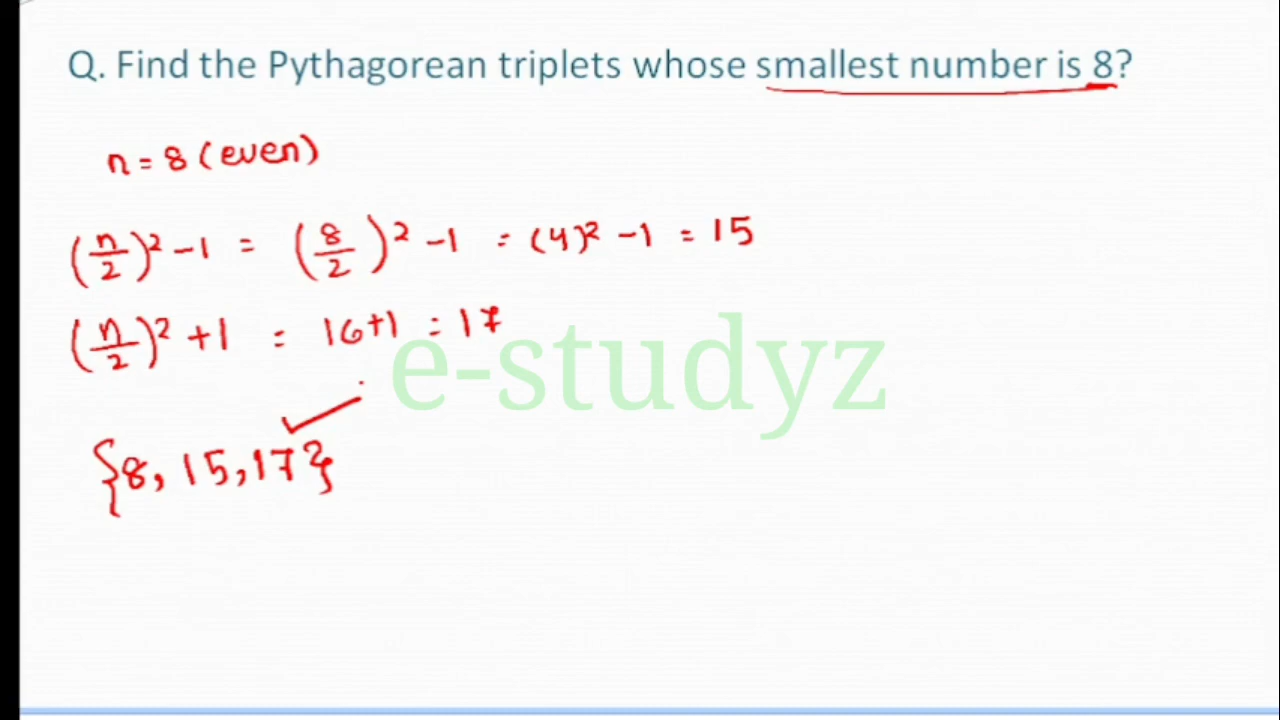 Q. Find the Pythagorean triplets whose smallest number is 8?
n = 8 (even)
(n/2)² - 1 = (8/2)² - 1 = (4)² - 1 = 15
(n/2)² + 1 = 16+1 = 17
e-studyz
{8, 15, 17}